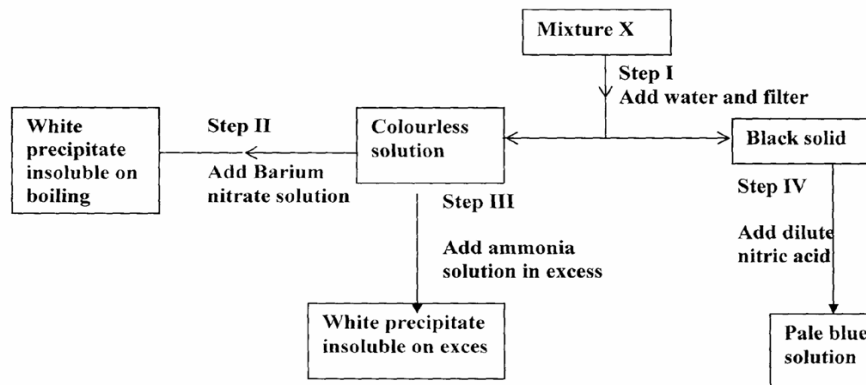 Mixture X
Step I
Add water and filter
White
precipitate
insoluble on
boiling
Step II
Add Barium
nitrate solution
Colourless
solution
Black solid
Step III
Add ammonia
solution in excess
Step IV
Add dilute
nitric acid
White precipitate
insoluble on exces
Pale blue
solution